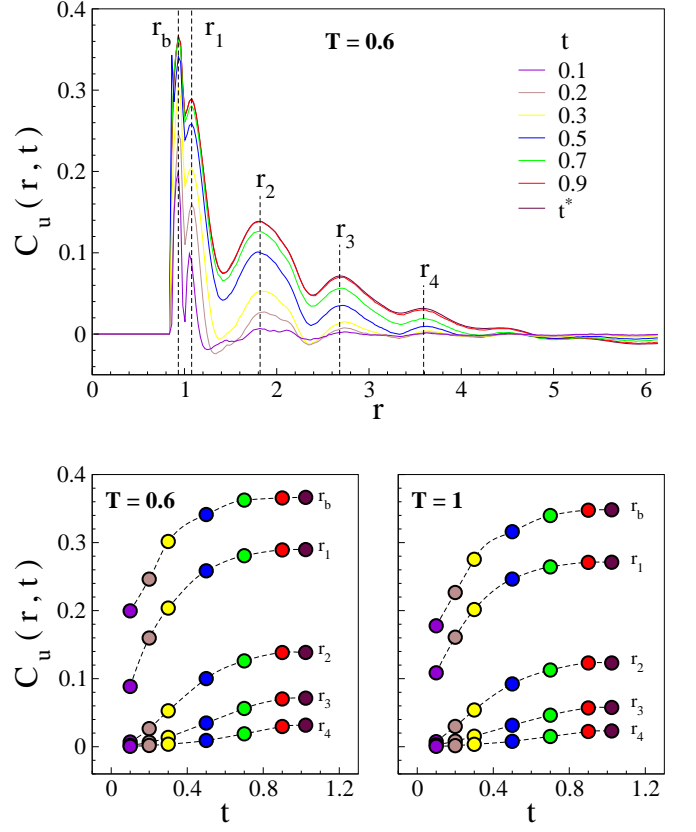 r_b r_1 T = 0.6 t
0.1
0.2
0.3
0.5
0.7
0.9
t*
r_2
r_3
r_4
C_u ( r , t )
0.4
0.3
0.2
0.1
0
0 1 2 3 4 5 6
r
T = 0.6
r_b
r_1
r_2
r_3
r_4
C_u ( r , t )
0.4
0.3
0.2
0.1
0
0 0.4 0.8 1.2
t
T = 1
r_b
r_1
r_2
r_3
r_4
0 0.4 0.8 1.2
t